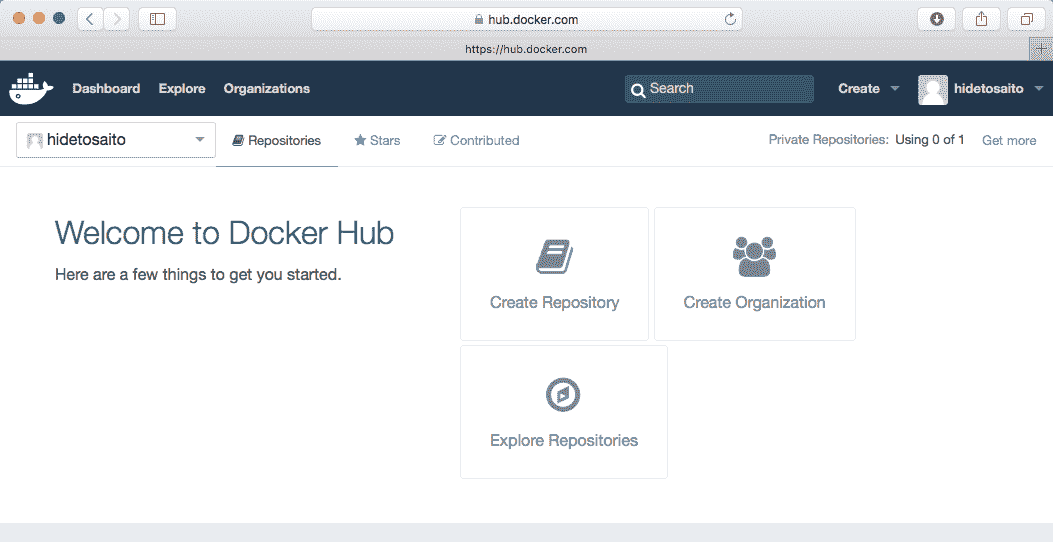 hub.docker.com
https://hub.docker.com
Dashboard Explore Organizations Search Create hidetosaito
hidetosaito Repositories Stars Contributed Private Repositories: Using 0 of 1 Get more
Welcome to Docker Hub
Here are a few things to get you started.
Create Repository Create Organization
Explore Repositories